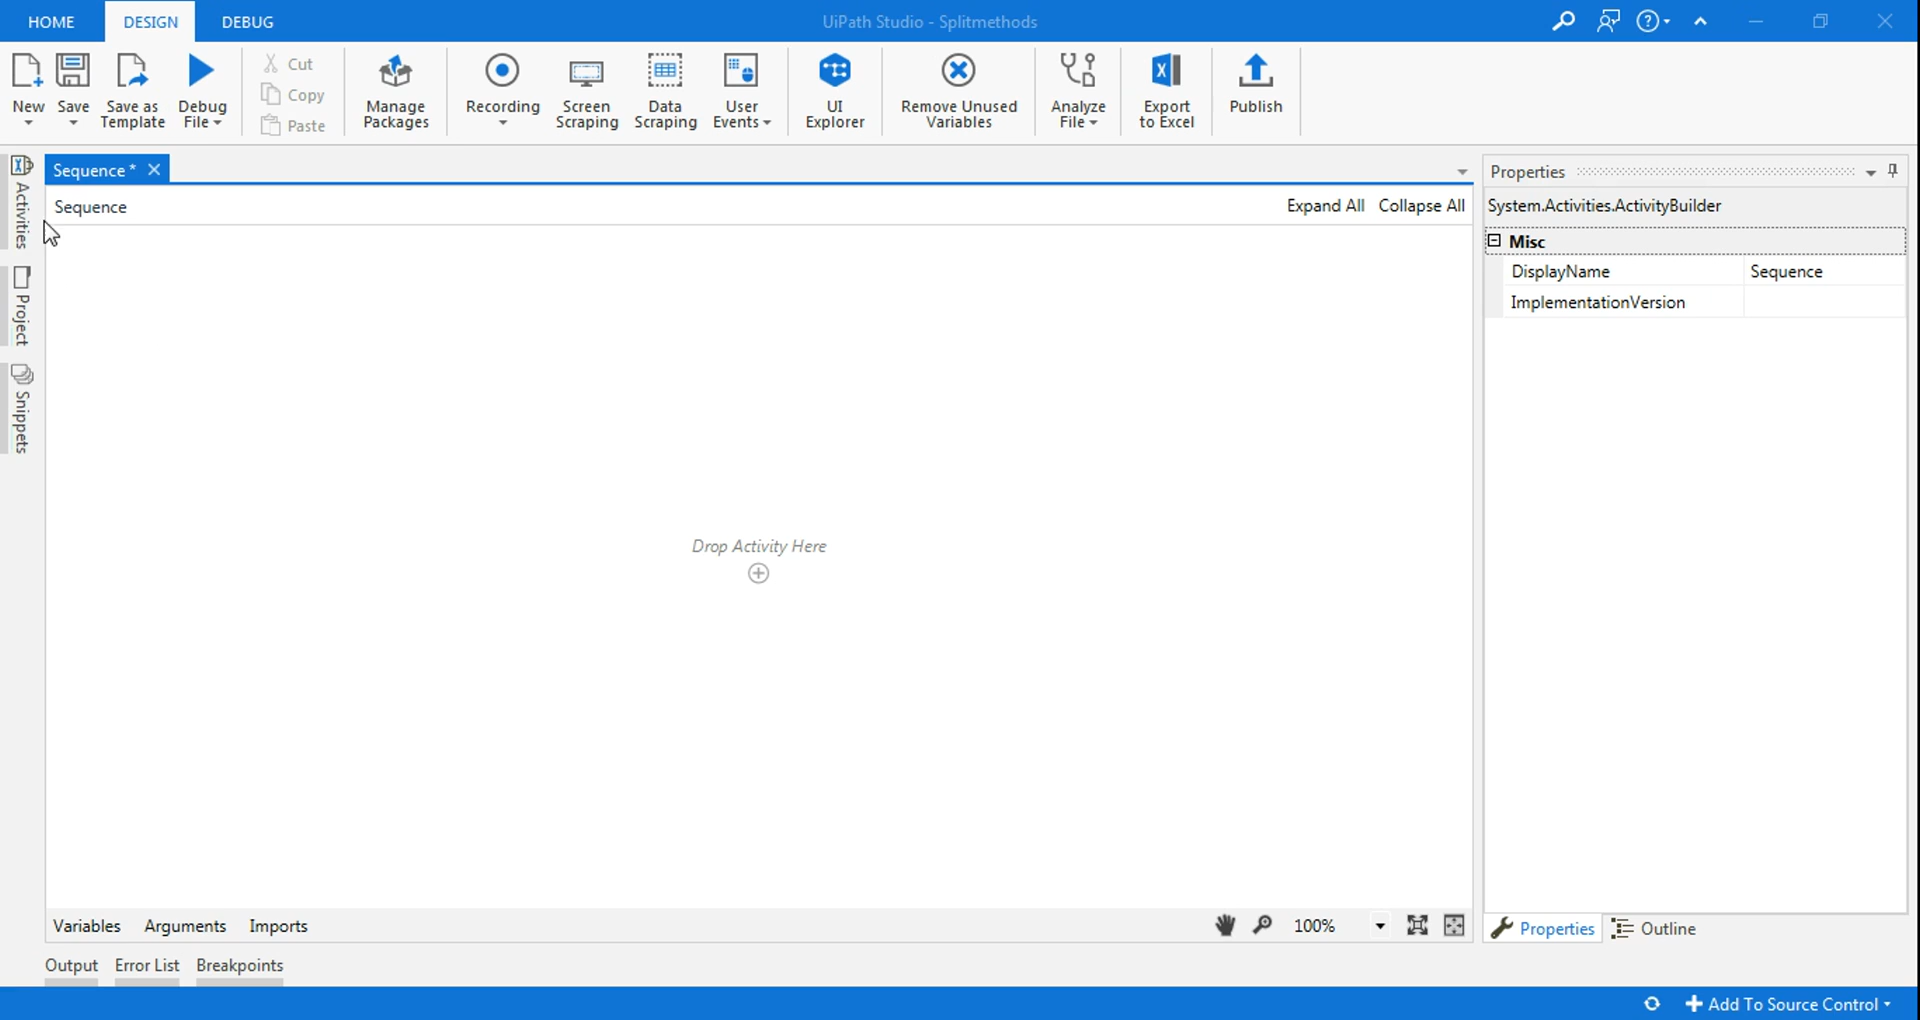 HOME DESIGN DEBUG UiPath Studio - Splitmethods
New Save Save as Template Debug File
Cut
Copy
Paste
Manage Packages
Recording
Screen Scraping
Data Scraping
User Events
UI Explorer
Remove Unused Variables
Analyze File
Export to Excel
Publish
Activities
Project
Snippets
Sequence *
Sequence Expand All Collapse All
Drop Activity Here
Properties
System.Activities.ActivityBuilder
Misc
DisplayName Sequence
ImplementationVersion
Variables Arguments Imports 100%
Properties Outline
Output Error List Breakpoints
Add To Source Control